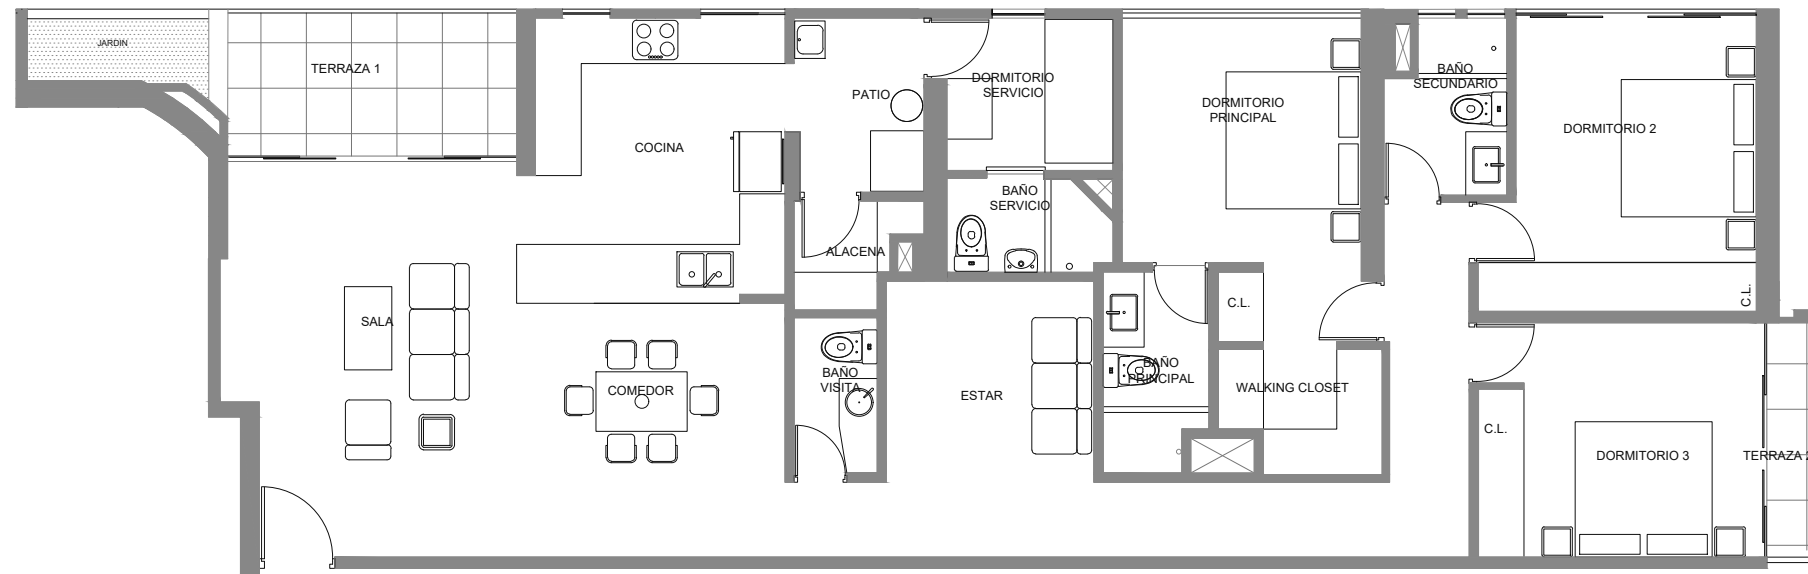 JARDIN
TERRAZA 1
COCINA
PATIO
DORMITORIO
SERVICIO
DORMITORIO
PRINCIPAL
BAÑO
SECUNDARIO
DORMITORIO 2
BAÑO
SERVICIO
ALACENA
SALA
C.L.
C.L.
BAÑO
VISITA
COMEDOR
ESTAR
BAÑO
PRINCIPAL
WALKING CLOSET
C.L.
DORMITORIO 3
TERRAZA 2